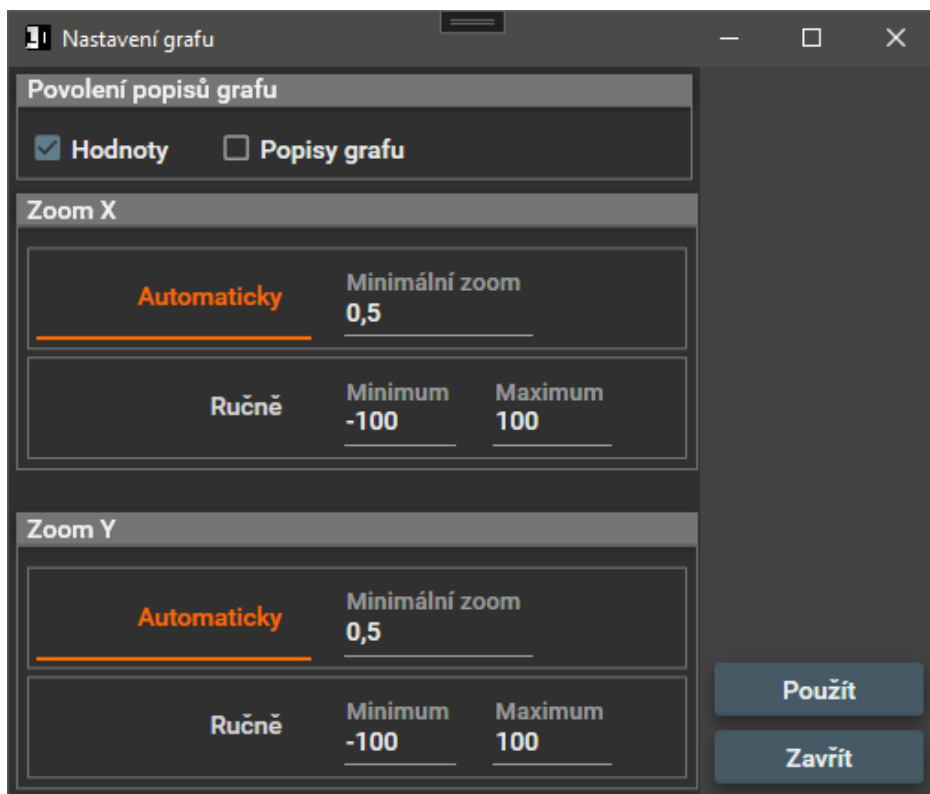 Nastavení grafu
Povolení popisů grafu
Hodnoty Popisy grafu
Zoom X
Automaticky
Minimální zoom
0,5
Ručně
Minimum Maximum
-100 100
Zoom Y
Automaticky
Minimální zoom
0,5
Ručně
Minimum Maximum
-100 100
Použít
Zavřít